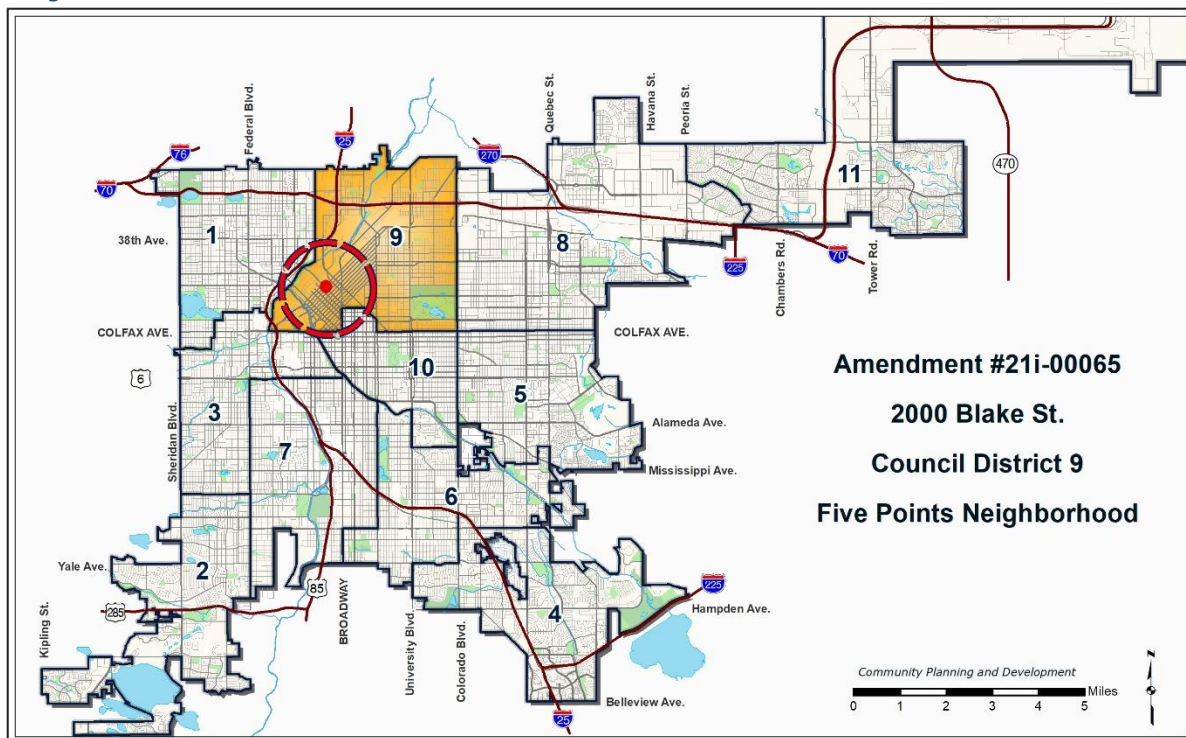 Federal Blvd.
Quebec St.
Havana St.
Peoria St.
76
25
270
470
70
11
1
9
8
38th Ave.
225
70
Chambers Rd.
Tower Rd.
COLFAX AVE.
COLFAX AVE.
6
10
5
3
Sheridan Blvd.
7
Alameda Ave.
Mississippi Ave.
6
Amendment #21i-00065
2000 Blake St.
Council District 9
Five Points Neighborhood
Yale Ave.
2
85
285
BROADWAY
University Blvd.
Colorado Blvd.
4
225
Hampden Ave.
Kipling St.
25
Belleview Ave.
Community Planning and Development
Miles
0 1 2 3 4 5
N